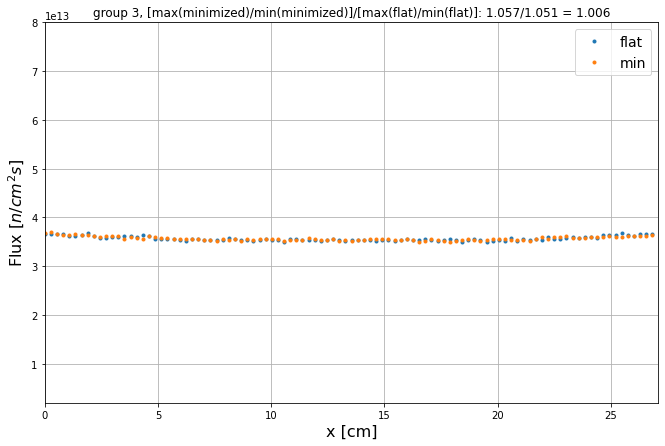 group 3, [max(minimized)/min(minimized)]/[max(flat)/min(flat)]: 1.057/1.051 = 1.006
1e13
8
7
6
5
4
3
2
1
Flux [n/cm²s]
flat
min
0 5 10 15 20 25
x [cm]